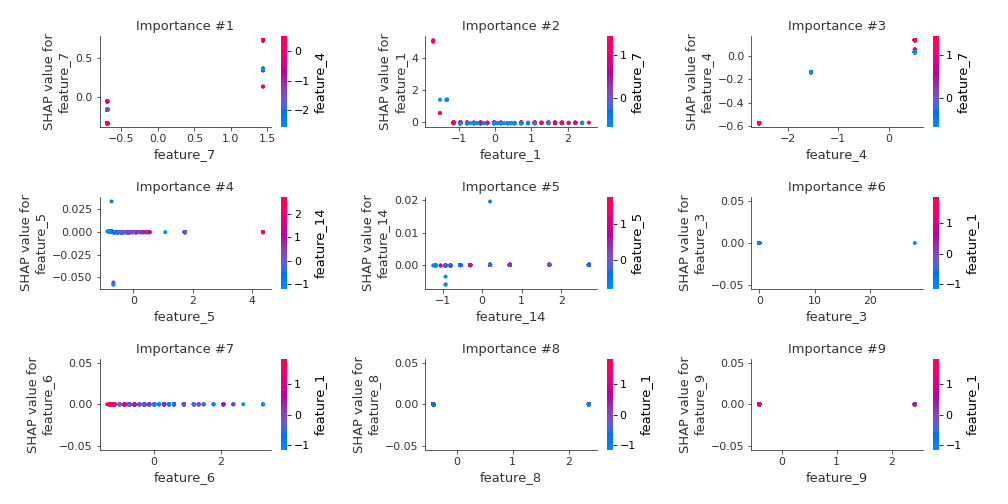 Importance #1
SHAP value for
feature_7
0.5
0.0
−0.5 0.0 0.5 1.0 1.5
feature_7
0
−1
−2
feature_4
Importance #2
SHAP value for
feature_1
4
2
0
−1 0 1 2
feature_1
1
0
feature_7
Importance #3
SHAP value for
feature_4
0.0
−0.2
−0.4
−0.6
−2 −1 0
feature_4
1
0
feature_7
Importance #4
SHAP value for
feature_5
0.025
0.000
−0.025
−0.050
0 2 4
feature_5
2
1
0
−1
feature_14
Importance #5
SHAP value for
feature_14
0.02
0.01
0.00
−1 0 1 2
feature_14
1
0
feature_5
Importance #6
SHAP value for
feature_3
0.05
0.00
−0.05
0 10 20
feature_3
1
0
−1
feature_1
Importance #7
SHAP value for
feature_6
0.05
0.00
−0.05
0 2
feature_6
1
0
−1
feature_1
Importance #8
SHAP value for
feature_8
0.05
0.00
−0.05
0 1 2
feature_8
1
0
−1
feature_1
Importance #9
SHAP value for
feature_9
0.05
0.00
−0.05
0 1 2
feature_9
1
0
−1
feature_1